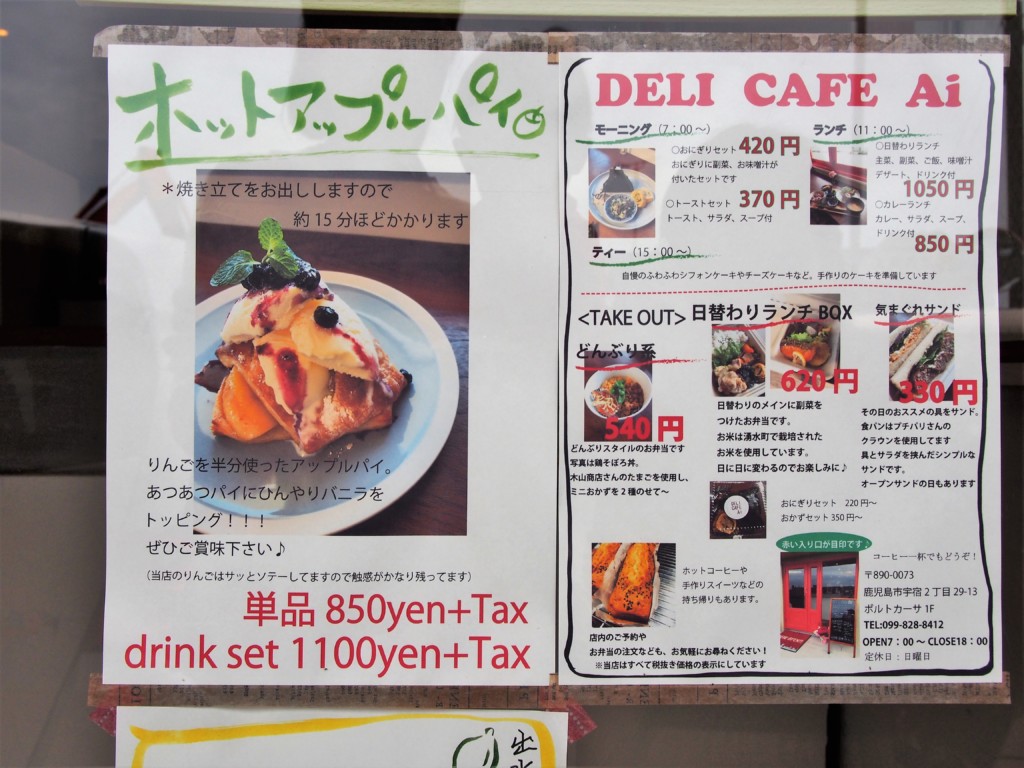 ホットアップルパイ
＊焼き立てをお出ししますので
約15分ほどかかります
りんごを半分使ったアップルパイ。
あつあつパイにひんやりバニラを
トッピング！！！
ぜひご賞味下さい♪
（当店のりんごはサッとソテーしてますので触感がかなり残ってます）
単品 850yen+Tax
drink set 1100yen+Tax
DELI CAFE Ai
モーニング（7：00～）
○おにぎりセット 420 円
おにぎりに副菜、お味噌汁が
付いたセットです
○トーストセット 370 円
トースト、サラダ、スープ付
ランチ（11：00～）
○日替わりランチ
主菜、副菜、ご飯、味噌汁
デザート、ドリンク付
1050 円
○カレーランチ
カレー、サラダ、スープ、
ドリンク付
850 円
ティー（15：00～）
自慢のふわふわシフォンケーキやチーズケーキなど。手作りのケーキを準備しています
<TAKE OUT>
どんぶり系
540 円
どんぶりスタイルのお弁当です
写真は鶏そぼろ丼。
木山商店さんのたまごを使用し、
ミニおかずを2種のせて～
日替わりランチ BOX
620 円
日替わりのメインに副菜を
つけたお弁当です。
お米は湧水町で栽培された
お米を使用しています。
日に日に変わるのでお楽しみに♪
気まぐれサンド
330 円
その日のおススメの具をサンド。
食パンはプチパリさんの
クラウンを使用してます
具とサラダを挟んだシンプルな
サンドです。
オープンサンドの日もあります
DELI
CAFE
Ai
おにぎりセット 220円～
おかずセット 350円～
ホットコーヒーや
手作りスイーツなどの
持ち帰りもあります。
店内のご予約や
お弁当の注文なども、お気軽にお尋ねください！
※当店はすべて税抜き価格の表示にしています
赤い入り口が目印です♪
コーヒー一杯でもどうぞ！
〒890-0073
鹿児島市宇宿2丁目29-13
ポルトカーサ 1F
TEL:099-828-8412
OPEN7：00～CLOSE18：00
定休日：日曜日
出水